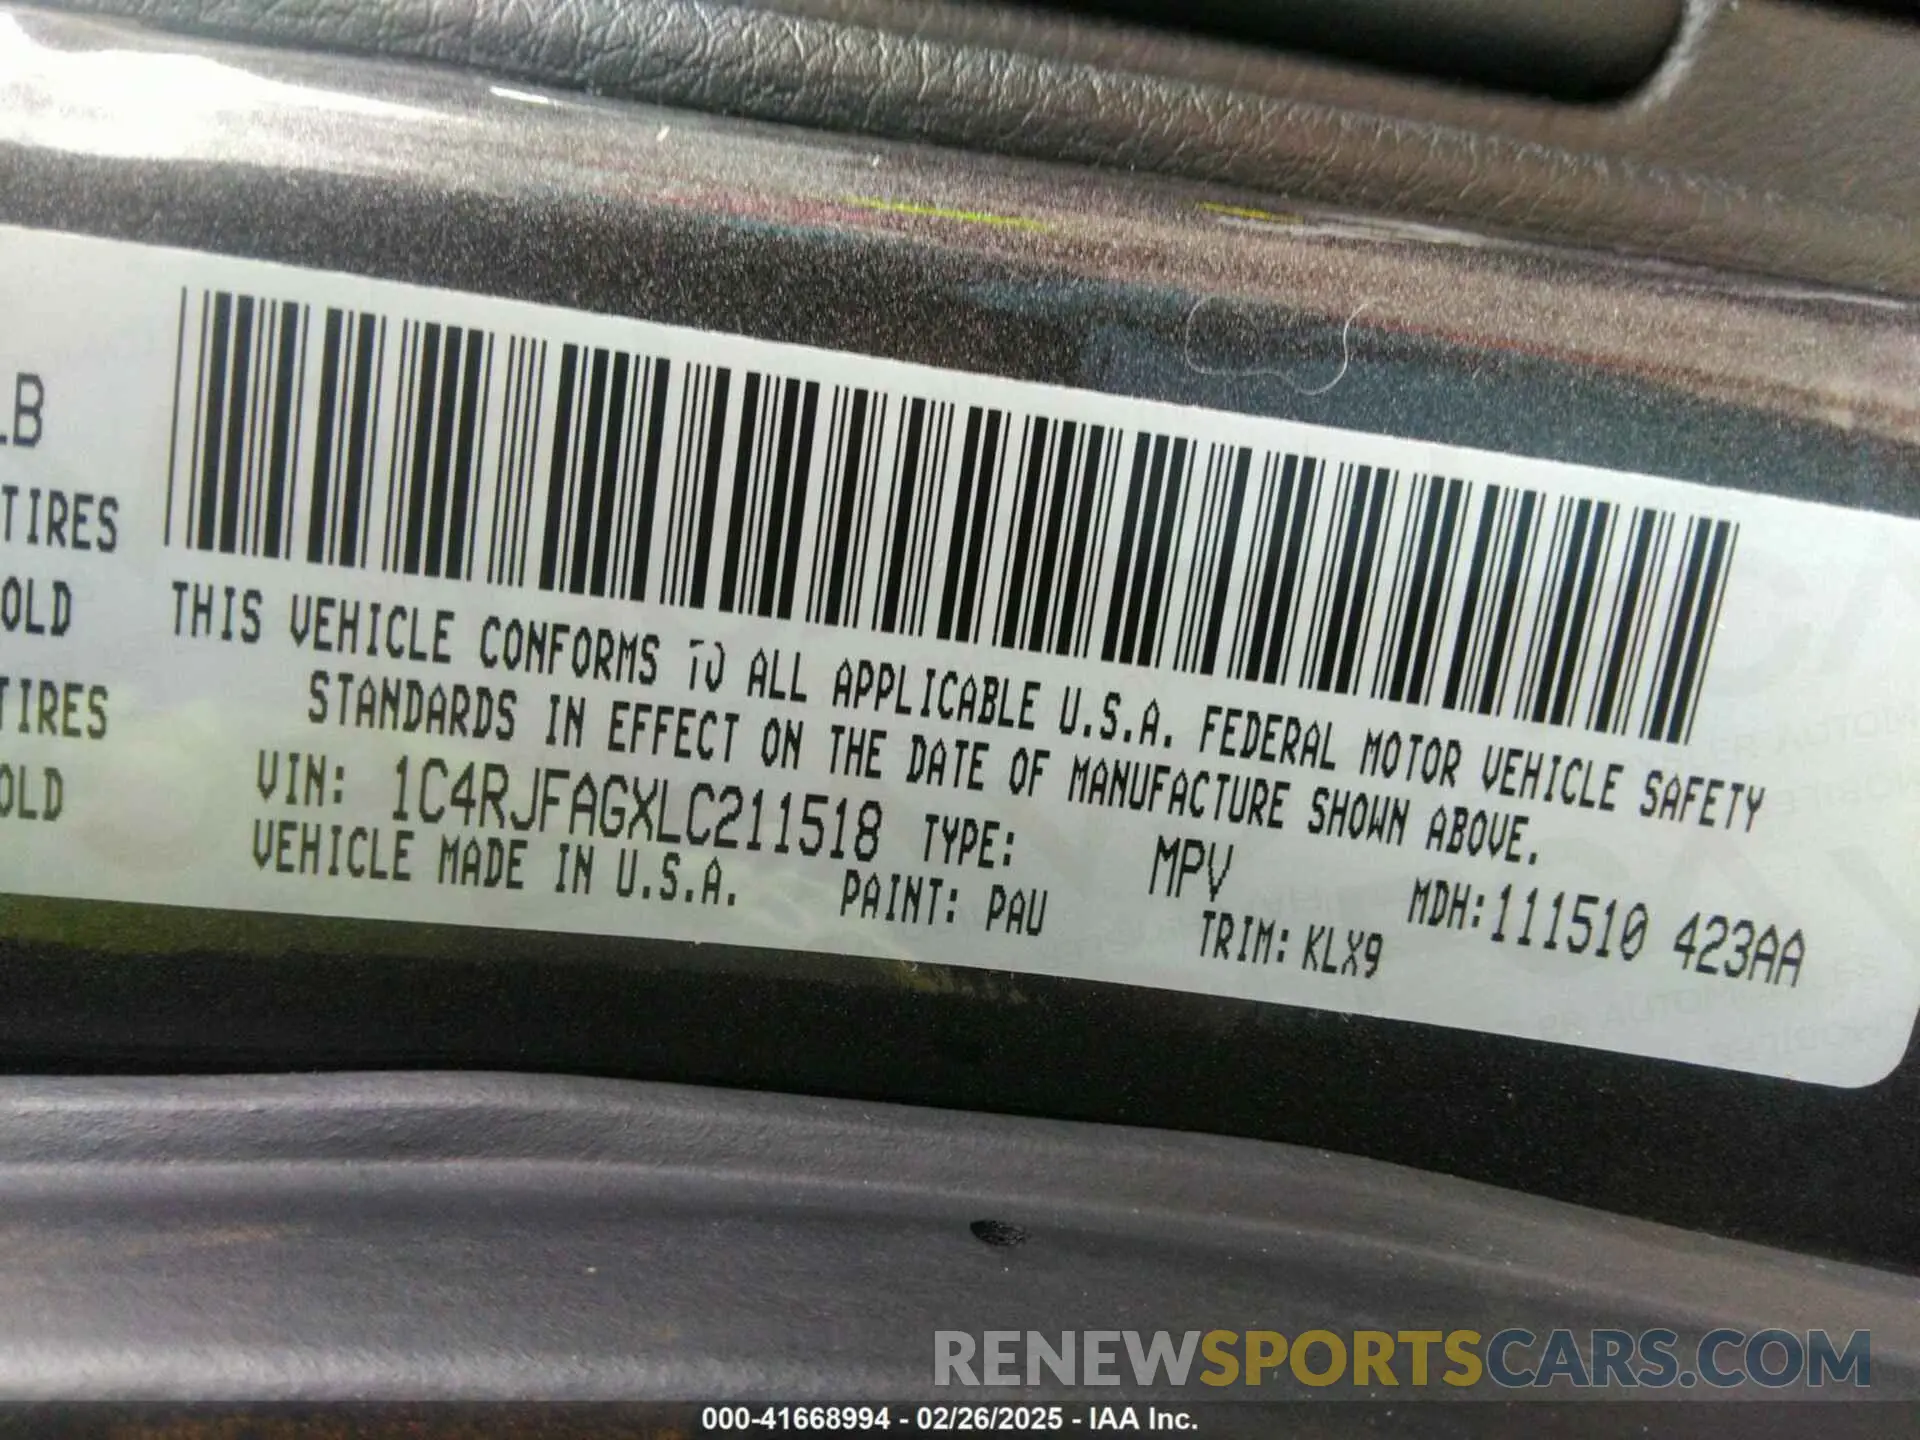 LB
TIRES
OLD
TIRES
OLD
THIS VEHICLE CONFORMS TO ALL APPLICABLE U.S.A. FEDERAL MOTOR VEHICLE SAFETY
STANDARDS IN EFFECT ON THE DATE OF MANUFACTURE SHOWN ABOVE.
VIN: 1C4RJFAGXLC211518 TYPE: MPV MDH:111510 423AA
VEHICLE MADE IN U.S.A. PAINT: PAU TRIM: KLX9
RENEWSPORTSCARS.COM
000-41668994 - 02/26/2025 - IAA Inc.